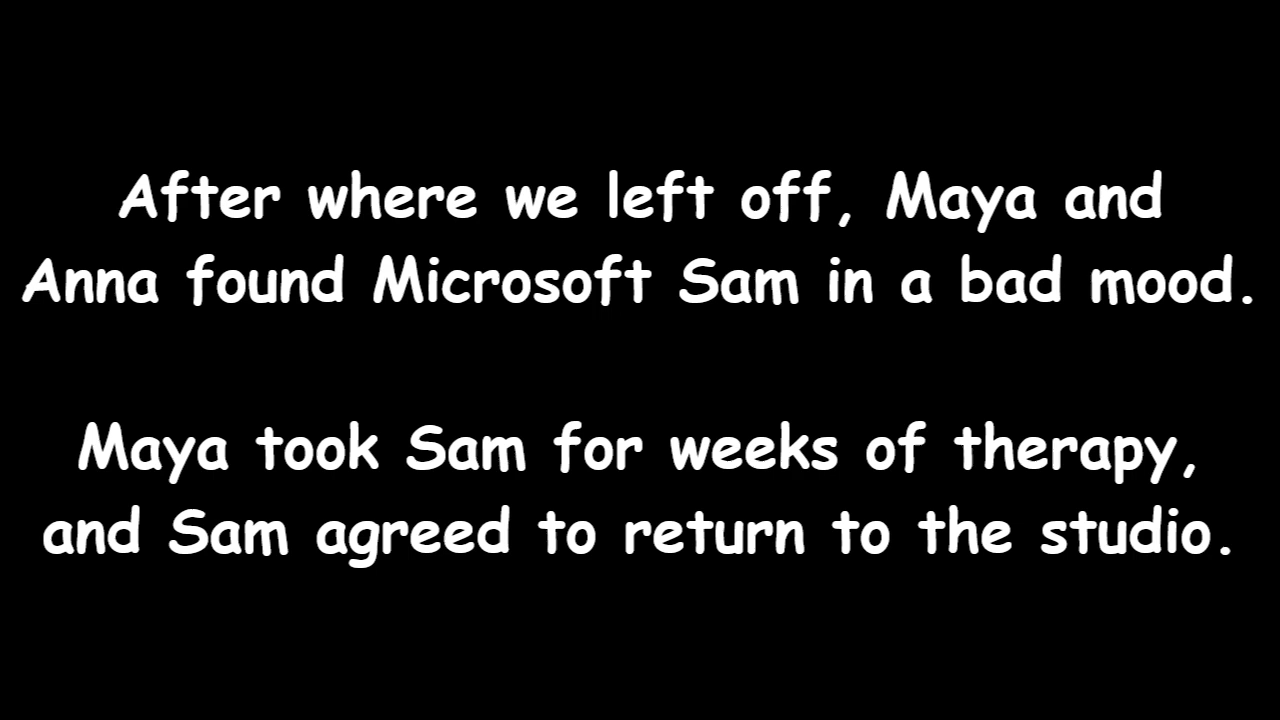 After where we left off, Maya and
Anna found Microsoft Sam in a bad mood.
Maya took Sam for weeks of therapy,
and Sam agreed to return to the studio.